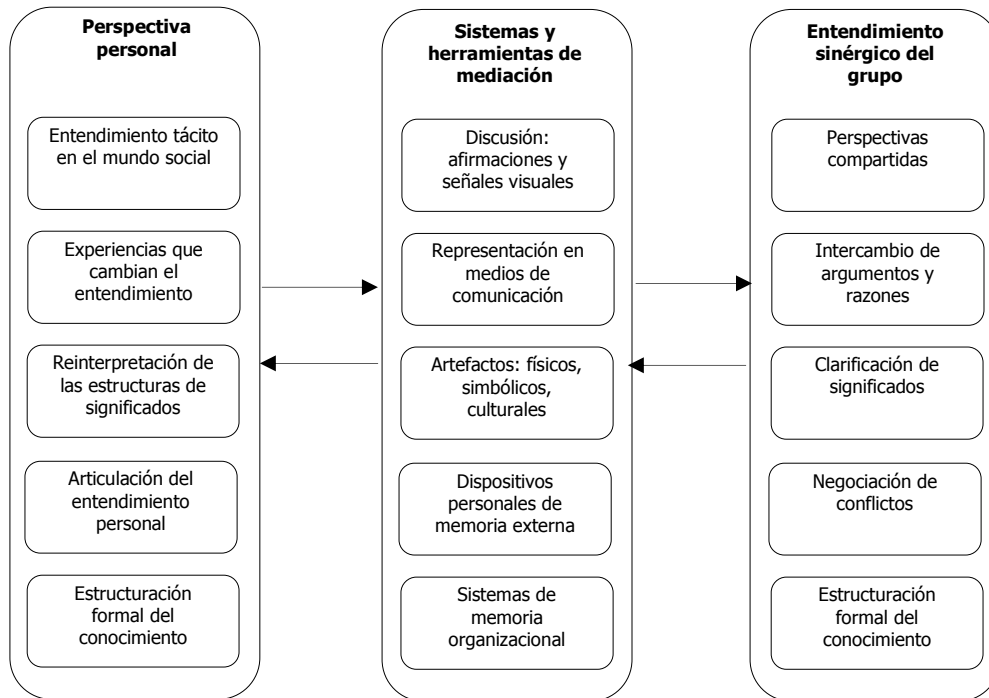 Perspectiva
personal
Entendimiento tácito
en el mundo social
Experiencias que
cambian el
entendimiento
Reinterpretación de
las estructuras de
significados
Articulación del
entendimiento
personal
Estructuración
formal del
conocimiento
Sistemas y
herramientas de
mediación
Discusión:
afirmaciones y
señales visuales
Representación en
medios de
comunicación
Artefactos: físicos,
simbólicos,
culturales
Dispositivos
personales de
memoria externa
Sistemas de
memoria
organizacional
Entendimiento
sinérgico del
grupo
Perspectivas
compartidas
Intercambio de
argumentos y
razones
Clarificación de
significados
Negociación de
conflictos
Estructuración
formal del
conocimiento